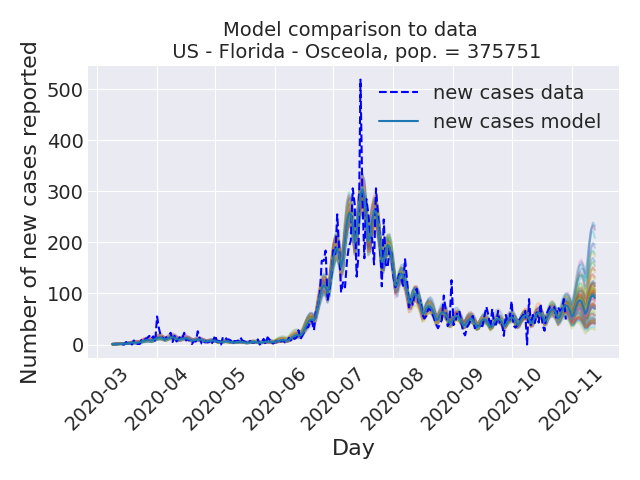 Model comparison to data
US - Florida - Osceola, pop. = 375751
new cases data
new cases model
Number of new cases reported
500
400
300
200
100
0
2020-03
2020-04
2020-05
2020-06
2020-07
2020-08
2020-09
2020-10
2020-11
Day